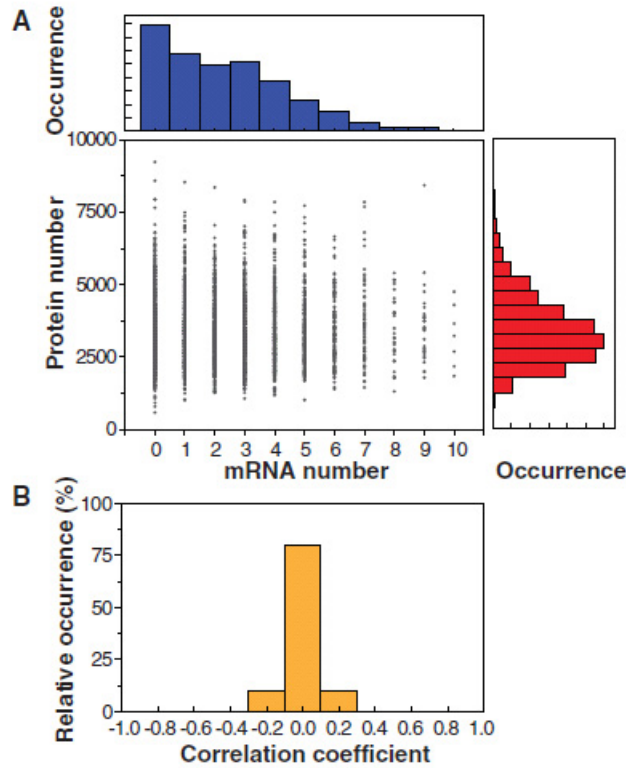 A
Occurrence
10000
7500
5000
2500
0
Protein number
0 1 2 3 4 5 6 7 8 9 10
mRNA number
Occurrence
B
Relative occurrence (%)
100
75
50
25
0
-1.0 -0.8 -0.6 -0.4 -0.2 0.0 0.2 0.4 0.6 0.8 1.0
Correlation coefficient